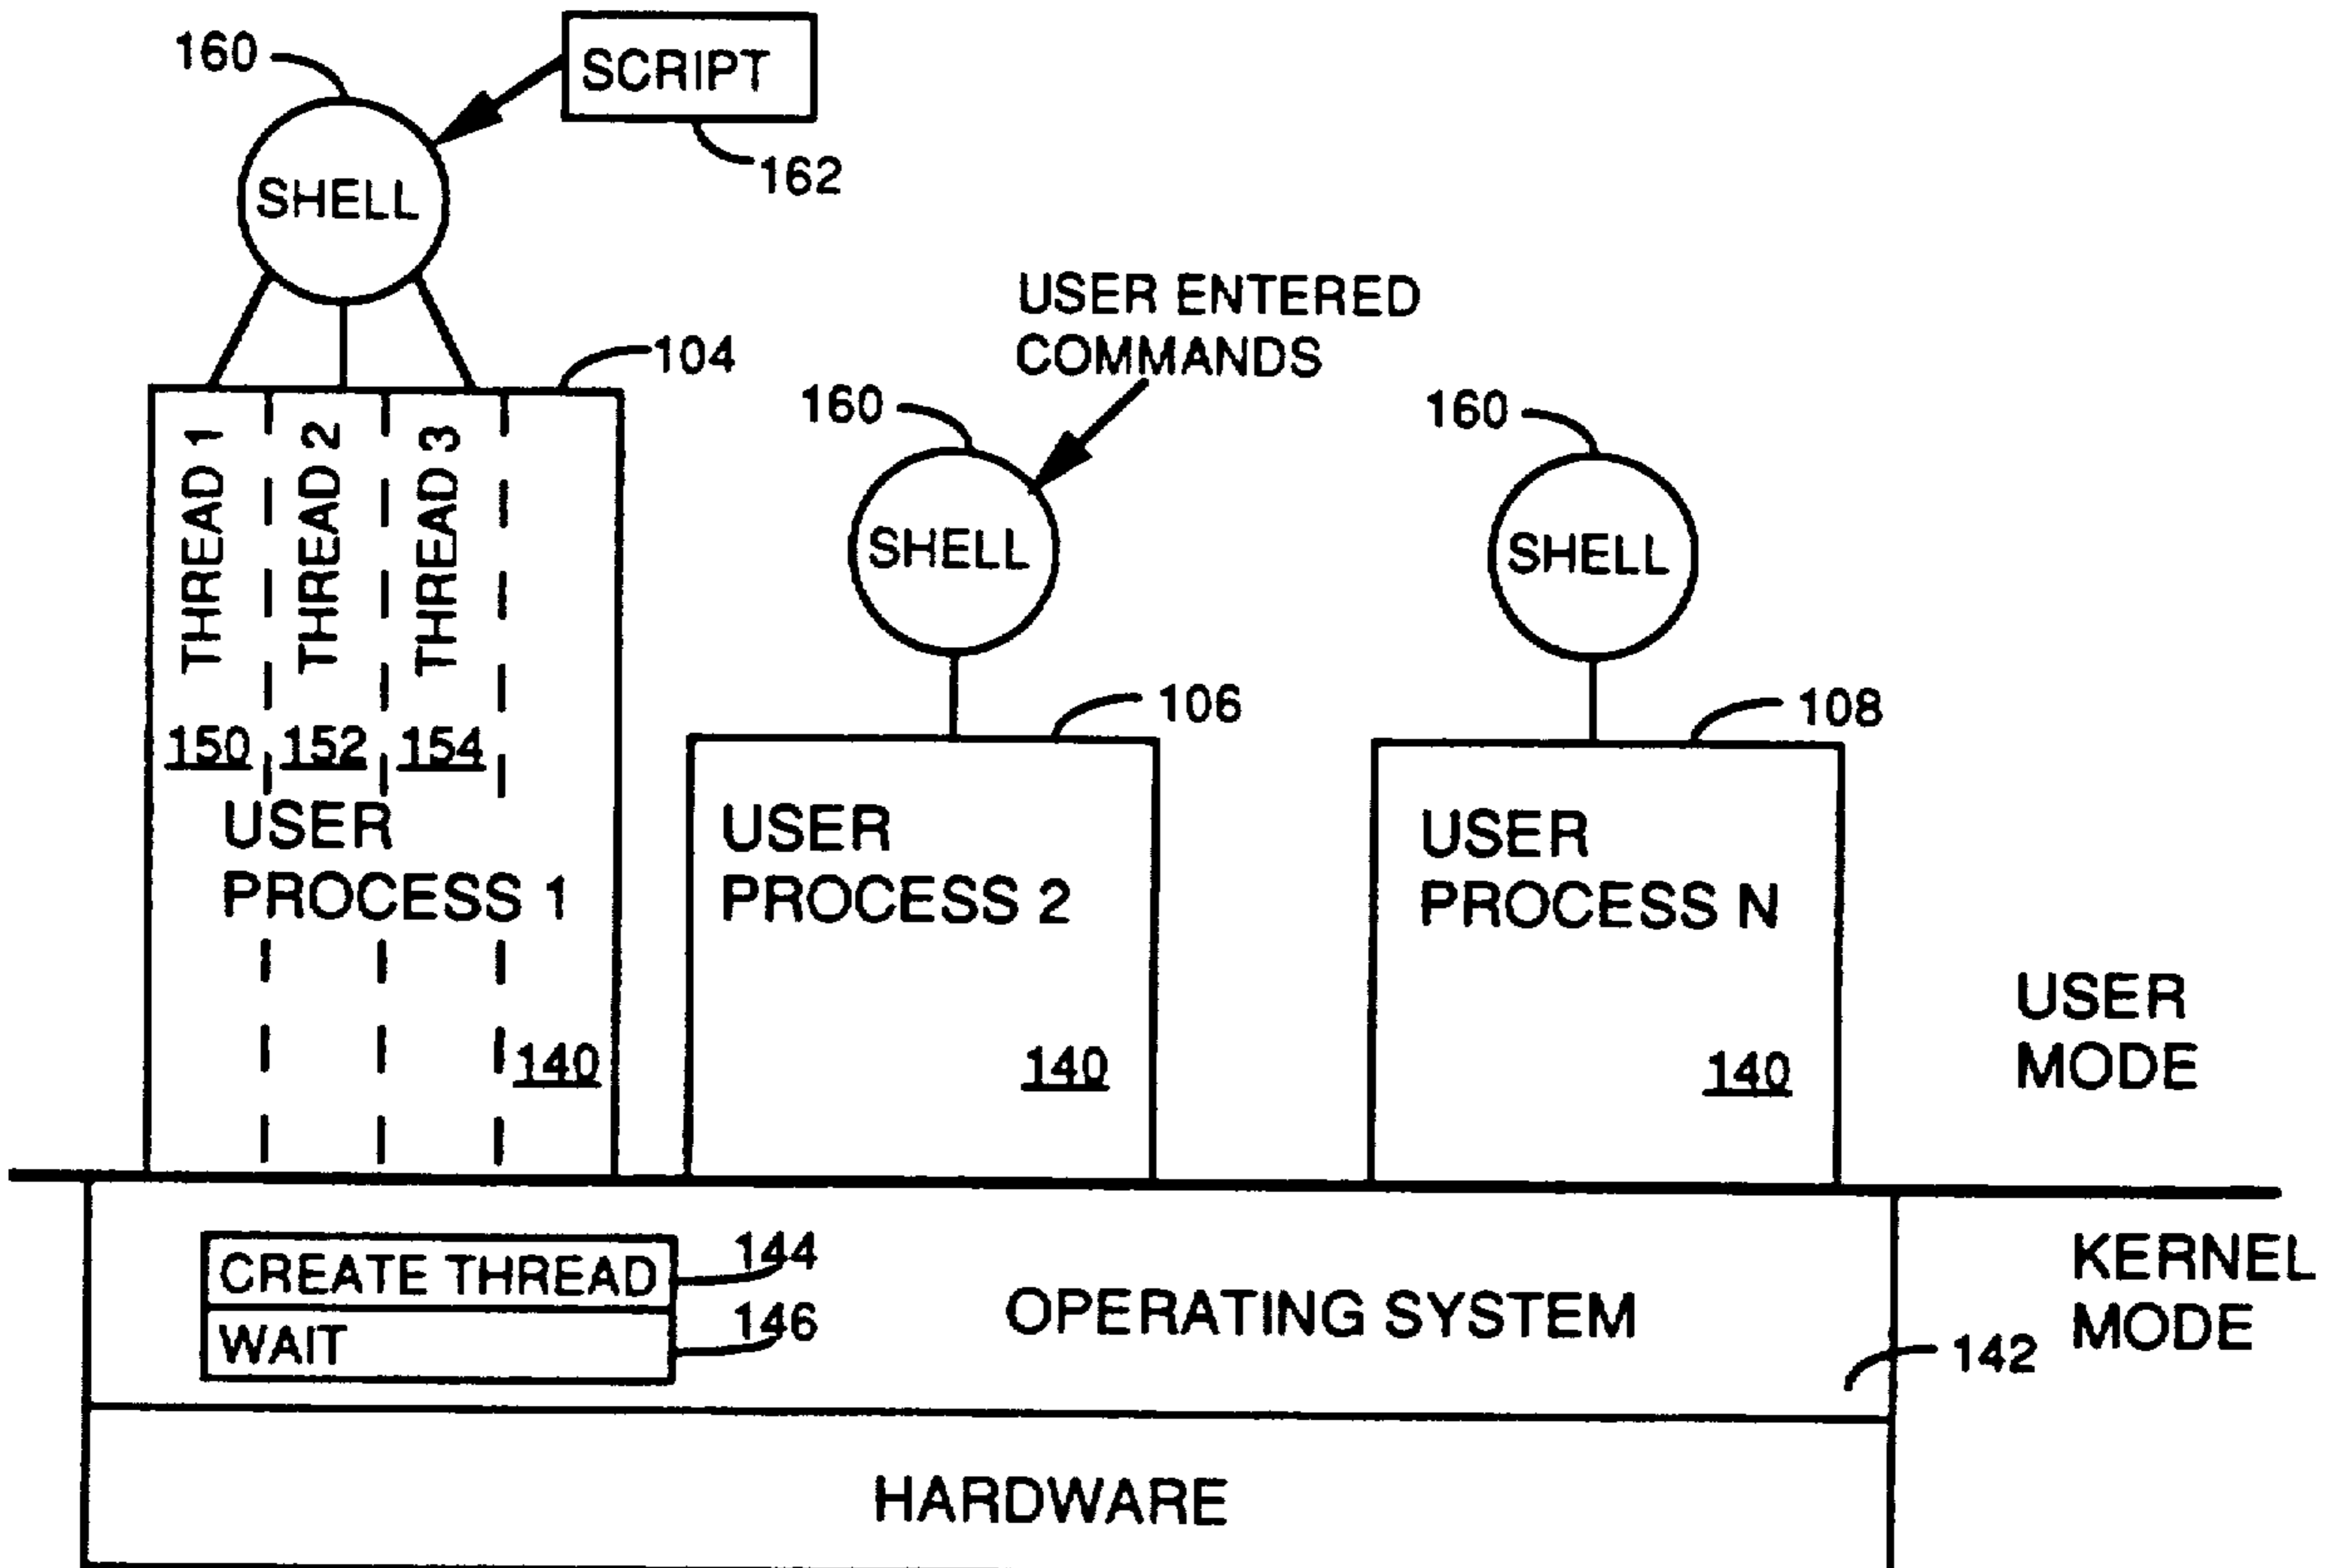 160
SCRIPT
162
SHELL
USER ENTERED
COMMANDS
104
160
160
THREAD 1
THREAD 2
THREAD 3
SHELL
SHELL
106
108
150
152
154
USER
PROCESS 1
USER
PROCESS 2
USER
PROCESS N
140
140
140
USER
MODE
CREATE THREAD
144
WAIT
146
OPERATING SYSTEM
KERNEL
MODE
142
HARDWARE